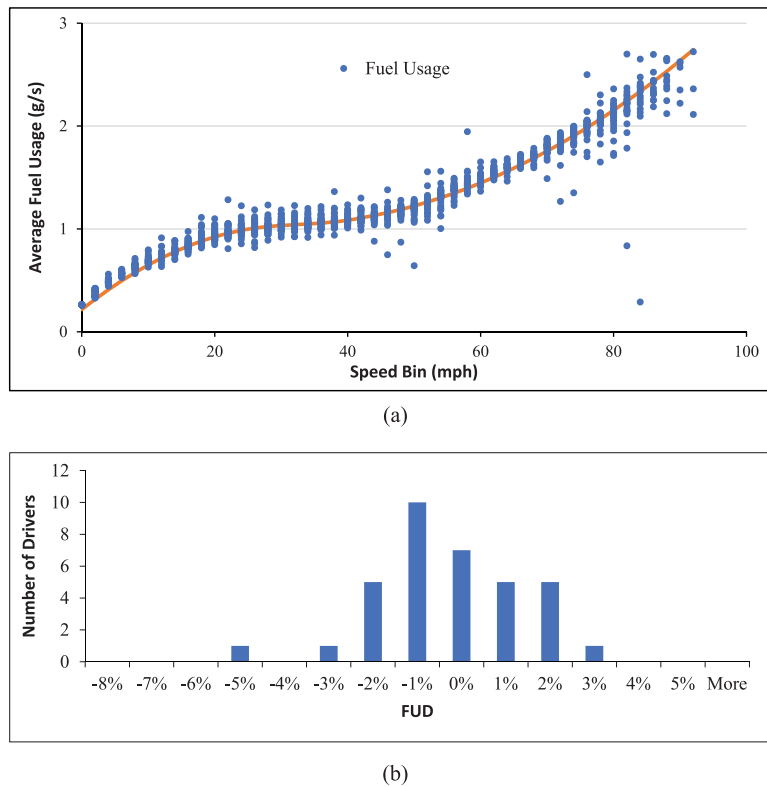 3
Fuel Usage
2
Average Fuel Usage (g/s)
1
0
0 20 40 60 80 100
Speed Bin (mph)
(a)
12
10
8
6
4
2
0
Number of Drivers
-8% -7% -6% -5% -4% -3% -2% -1% 0% 1% 2% 3% 4% 5% More
FUD
(b)